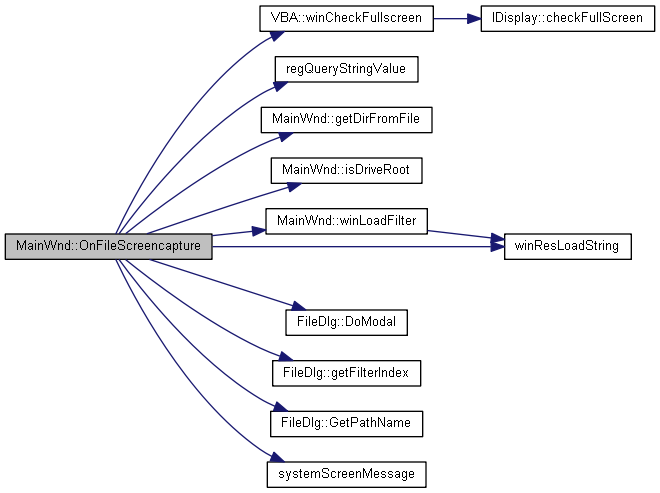 VBA::winCheckFullscreen
IDisplay::checkFullScreen
regQueryStringValue
MainWnd::getDirFromFile
MainWnd::isDriveRoot
MainWnd::winLoadFilter
MainWnd::OnFileScreencapture
winResLoadString
FileDlg::DoModal
FileDlg::getFilterIndex
FileDlg::GetPathName
systemScreenMessage